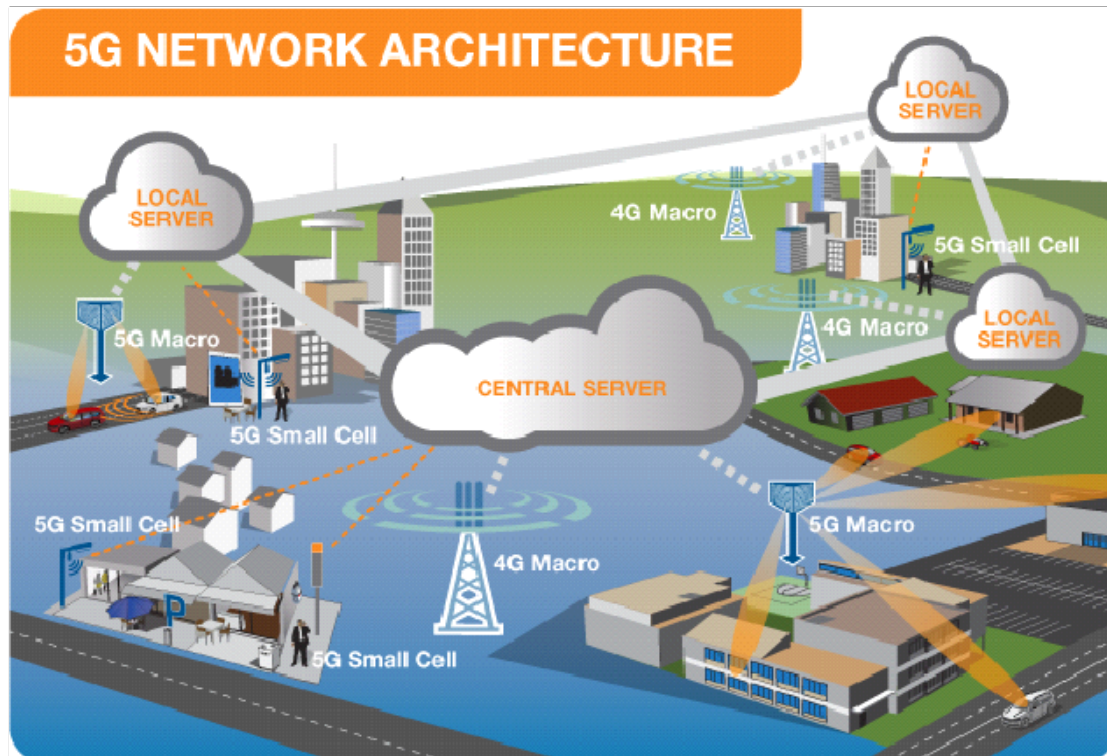 5G NETWORK ARCHITECTURE
LOCAL
SERVER
LOCAL
SERVER
4G Macro
5G Small Cell
5G Macro
4G Macro
LOCAL
SERVER
CENTRAL SERVER
5G Small Cell
5G Small Cell
5G Macro
4G Macro
P
5G Small Cell